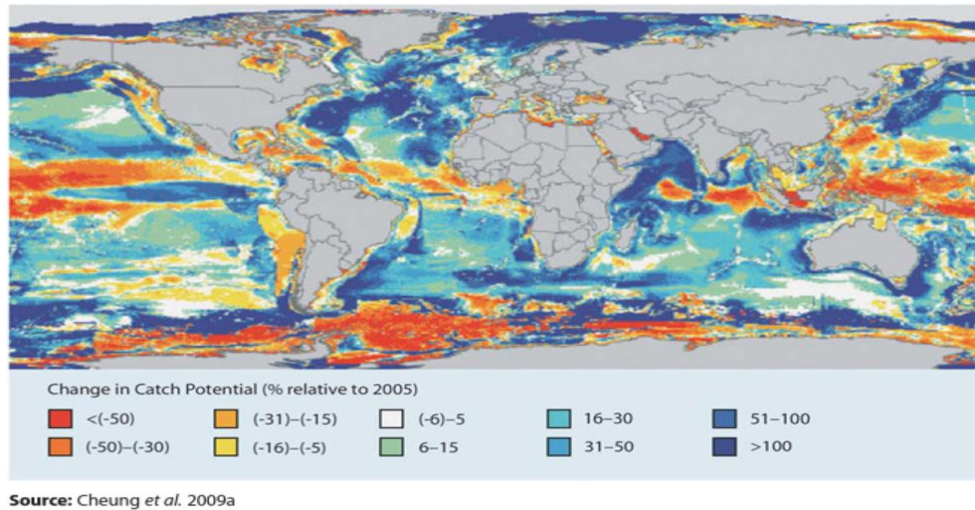 Change in Catch Potential (% relative to 2005)
<(-50) (-31)–(-15) (-6)–5 16–30 51–100
(-50)–(-30) (-16)–(-5) 6–15 31–50 >100
Source: Cheung et al. 2009a